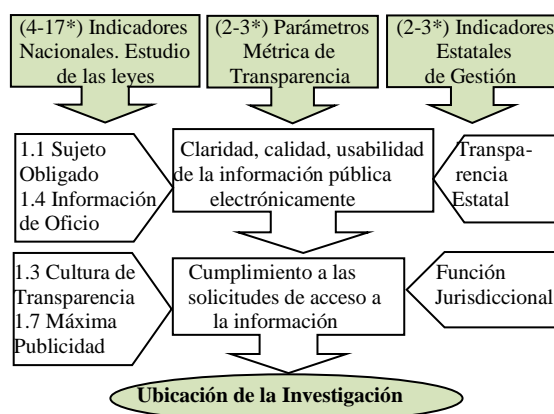 (4-17*) Indicadores
Nacionales. Estudio
de las leyes
(2-3*) Parámetros
Métrica de
Transparencia
(2-3*) Indicadores
Estatales
de Gestión
1.1 Sujeto
Obligado
1.4 Información
de Oficio
Claridad, calidad, usabilidad
de la información pública
electrónicamente
Transpa-
rencia
Estatal
1.3 Cultura de
Transparencia
1.7 Máxima
Publicidad
Cumplimiento a las
solicitudes de acceso a
la información
Función
Jurisdiccional
Ubicación de la Investigación